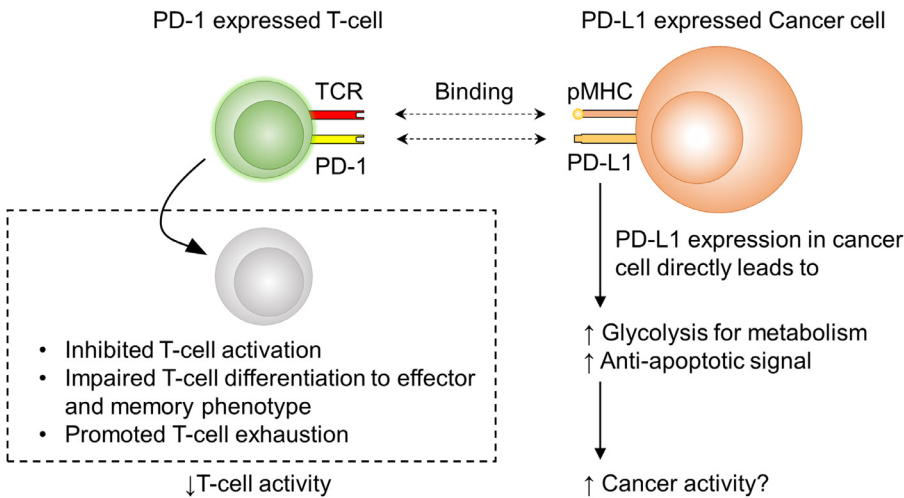 PD-1 expressed T-cell
PD-L1 expressed Cancer cell
TCR
Binding
pMHC
PD-1
PD-L1
PD-L1 expression in cancer
cell directly leads to
↑ Glycolysis for metabolism
↑ Anti-apoptotic signal
• Inhibited T-cell activation
• Impaired T-cell differentiation to effector
and memory phenotype
• Promoted T-cell exhaustion
↓T-cell activity
↑ Cancer activity?